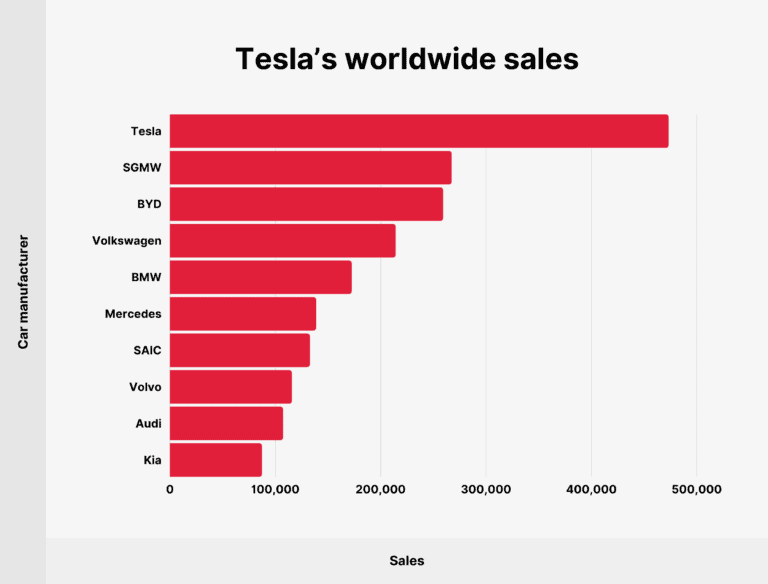 Tesla’s worldwide sales
Car manufacturer
Tesla
SGMW
BYD
Volkswagen
BMW
Mercedes
SAIC
Volvo
Audi
Kia
0 100,000 200,000 300,000 400,000 500,000
Sales